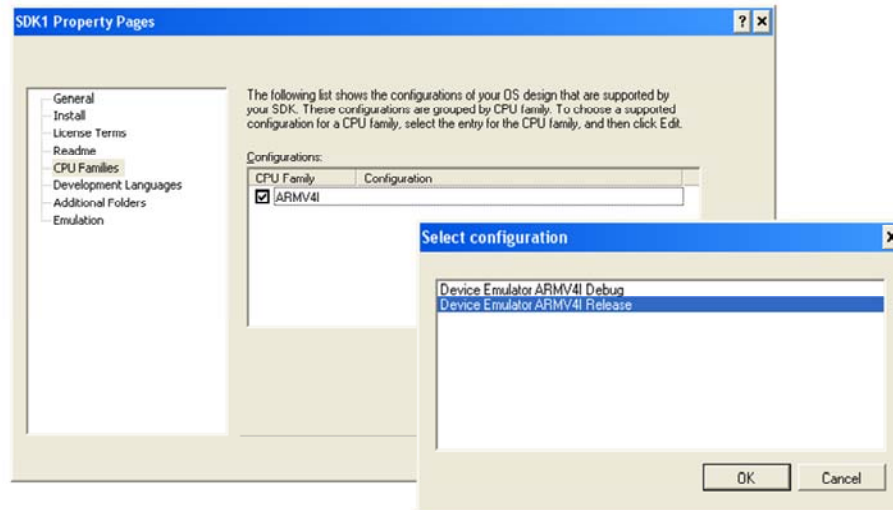 SDK1 Property Pages
General
Install
License Terms
Readme
CPU Families
Development Languages
Additional Folders
Emulation
The following list shows the configurations of your OS design that are supported by
your SDK. These configurations are grouped by CPU family. To choose a supported
configuration for a CPU family, select the entry for the CPU family, and then click Edit.
Configurations:
CPU Family Configuration
ARMV4I
Select configuration
Device Emulator ARMV4I Debug
Device Emulator ARMV4I Release
OK Cancel